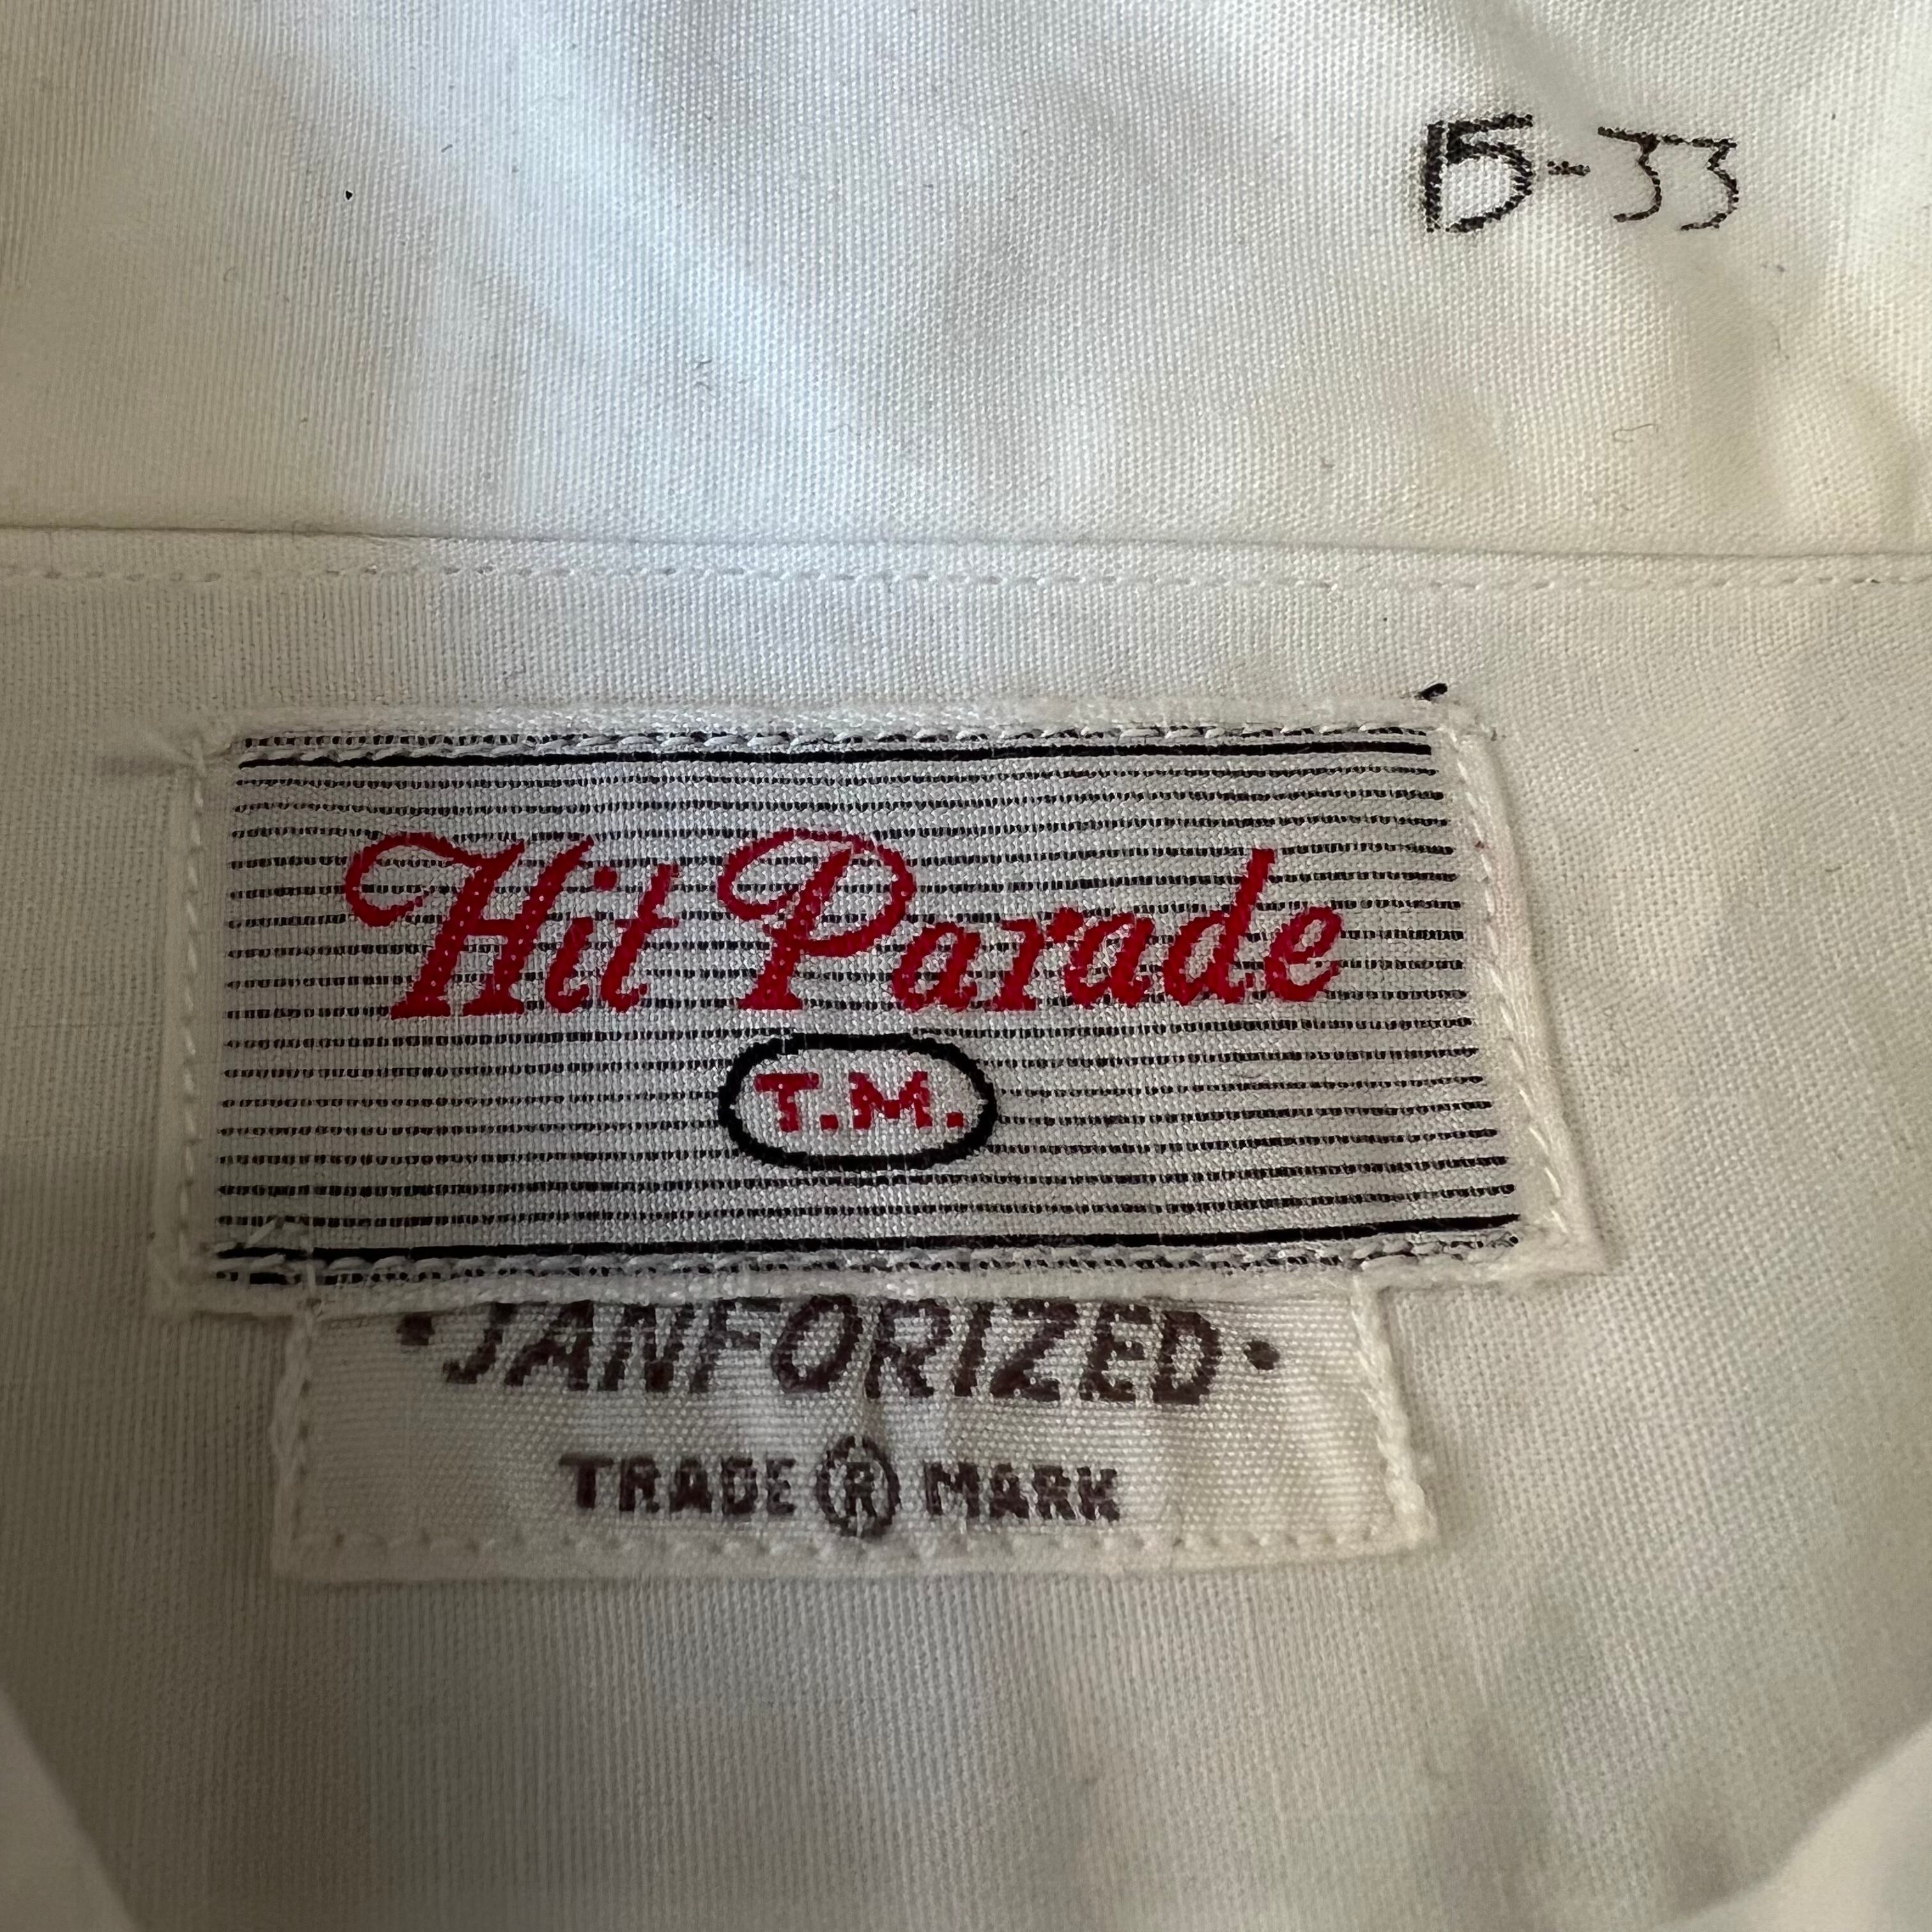 15-33
Hit Parade
T.M.
•SANFORIZED•
TRADE ® MARK